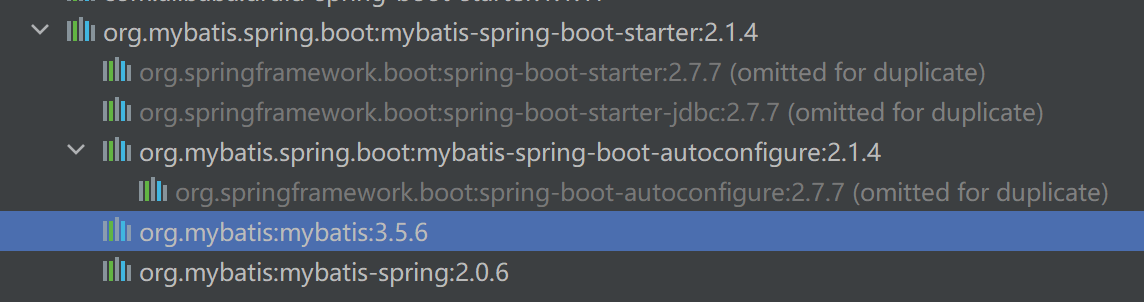 org.mybatis.spring.boot:mybatis-spring-boot-starter:2.1.4
org.springframework.boot:spring-boot-starter:2.7.7 (omitted for duplicate)
org.springframework.boot:spring-boot-starter-jdbc:2.7.7 (omitted for duplicate)
org.mybatis.spring.boot:mybatis-spring-boot-autoconfigure:2.1.4
org.springframework.boot:spring-boot-autoconfigure:2.7.7 (omitted for duplicate)
org.mybatis:mybatis:3.5.6
org.mybatis:mybatis-spring:2.0.6